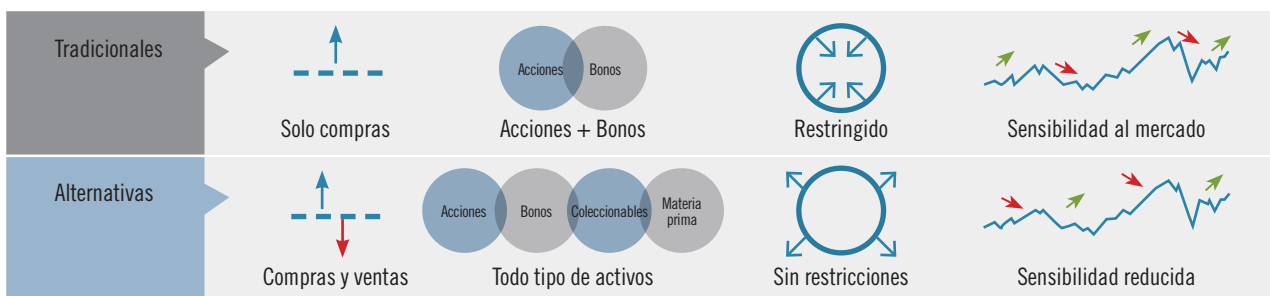 Tradicionales
Acciones Bonos
Solo compras Acciones + Bonos Restringido Sensibilidad al mercado
Alternativas
Acciones Bonos Coleccionables Materia
prima
Compras y ventas Todo tipo de activos Sin restricciones Sensibilidad reducida